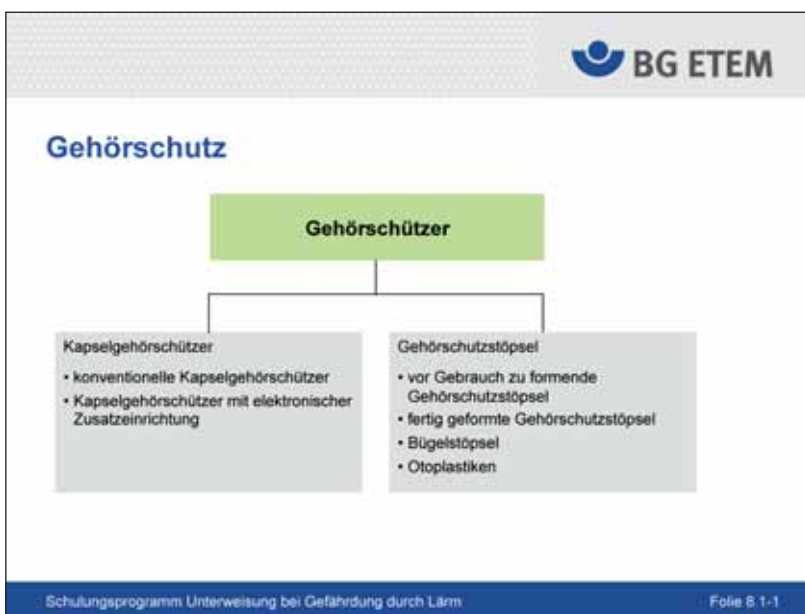 BG ETEM
Gehörschutz
Gehörschützer
Kapselgehörschützer
• konventionelle Kapselgehörschützer
• Kapselgehörschützer mit elektronischer
Zusatzeinrichtung
Gehörschutzstöpsel
• vor Gebrauch zu formende
Gehörschutzstöpsel
• fertig geformte Gehörschutzstöpsel
• Bügelstöpsel
• Otoplastiken
Schulungsprogramm Unterweisung bei Gefährdung durch Lärm
Folie 8.1-1